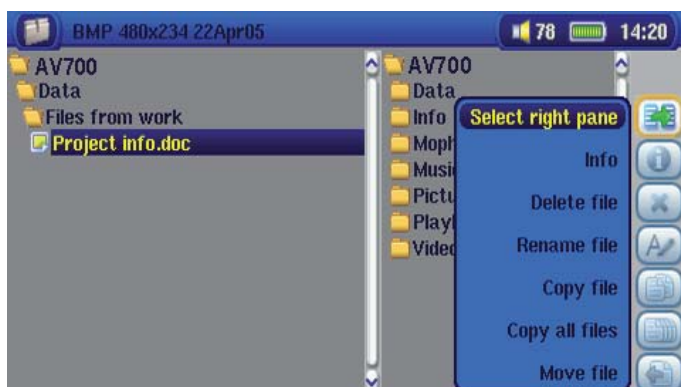 BMP 480x234 22Apr05
78
14:20
AV700
Data
Files from work
Project info.doc
AV700
Data
Info
Select right pane
Info
Delete file
Rename file
Copy file
Copy all files
Move file